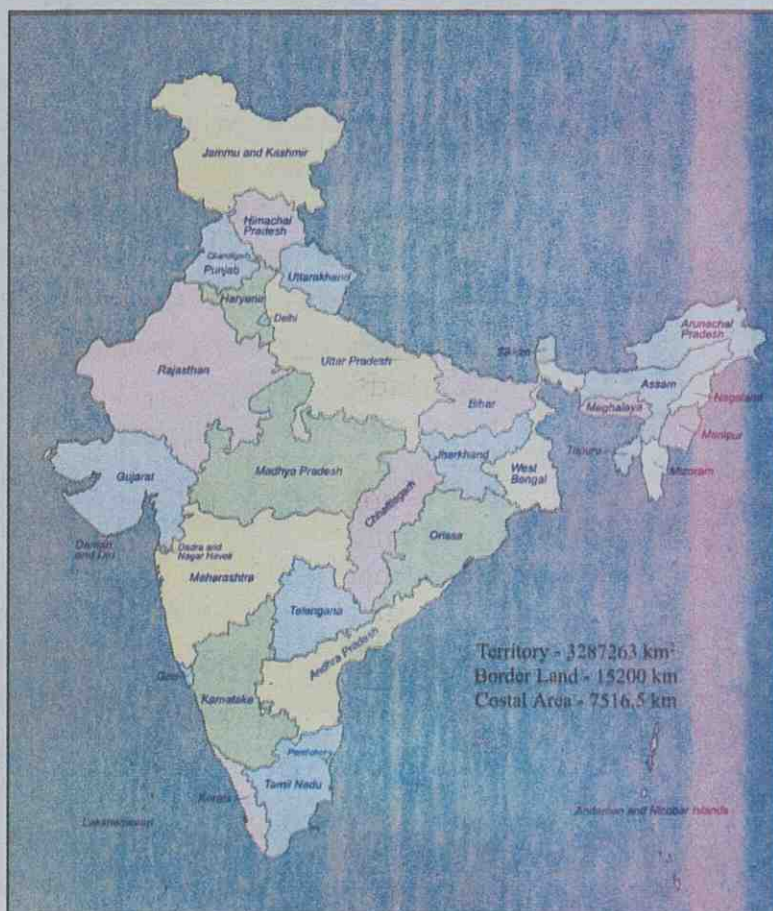 Jammu and Kashmir
Himachal
Pradesh
Chandigarh
Punjab
Uttarakhand
Haryana
Delhi
Arunachal
Pradesh
Sikkim
Uttar Pradesh
Rajasthan
Assam
Nagaland
Bihar
Meghalaya
Manipur
Jharkhand
Tripura
Mizoram
West
Bengal
Madhya Pradesh
Gujarat
Chhattisgarh
Orissa
Daman
and Diu
Dadra and
Nagar Haveli
Maharashtra
Telengana
Andhra Pradesh
Territory - 3287263 km²
Border Land - 15200 km
Costal Area - 7516.5 km
Goa
Karnataka
Tamil Nadu
Kerala
Andaman and Nicobar Islands